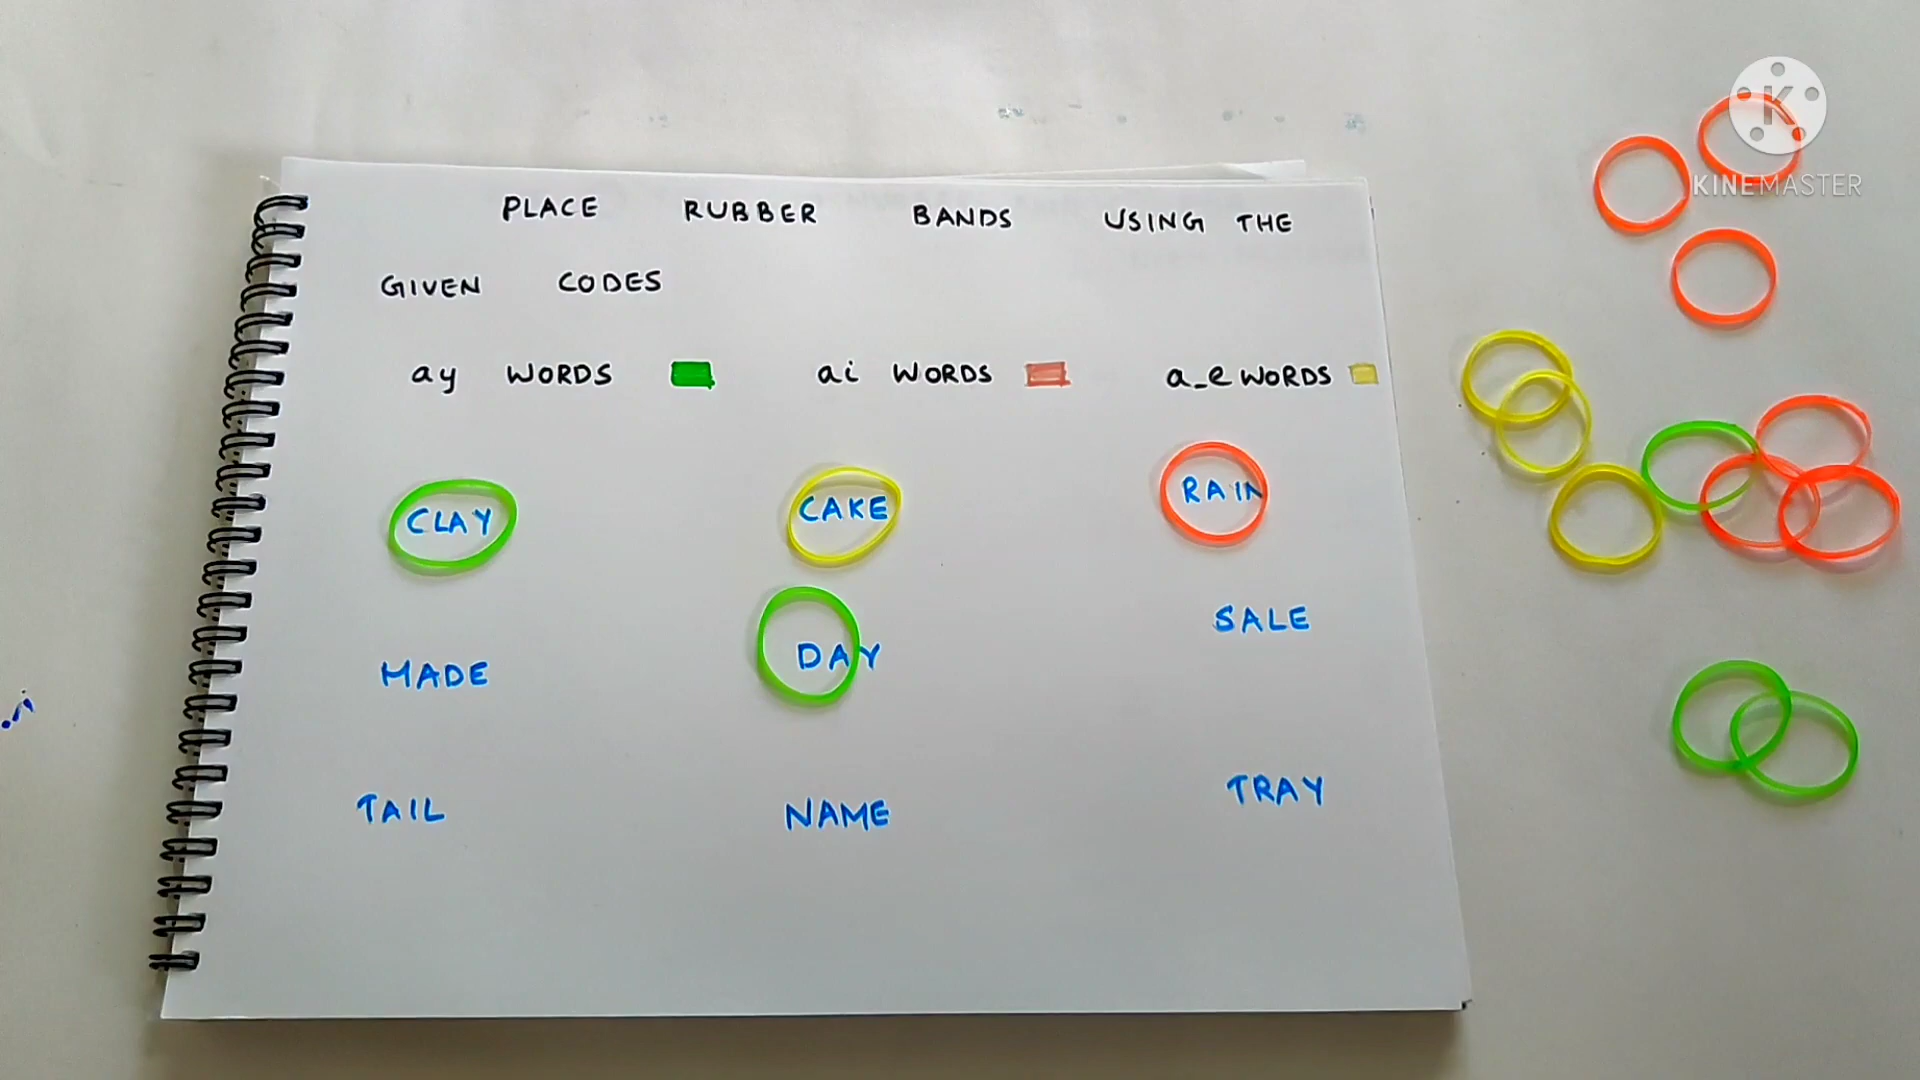 PLACE RUBBER BANDS USING THE
GIVEN CODES
ay WORDS ai WORDS a_e WORDS
CLAY CAKE RAIN
MADE DAY SALE
TAIL NAME TRAY
KINEMASTER